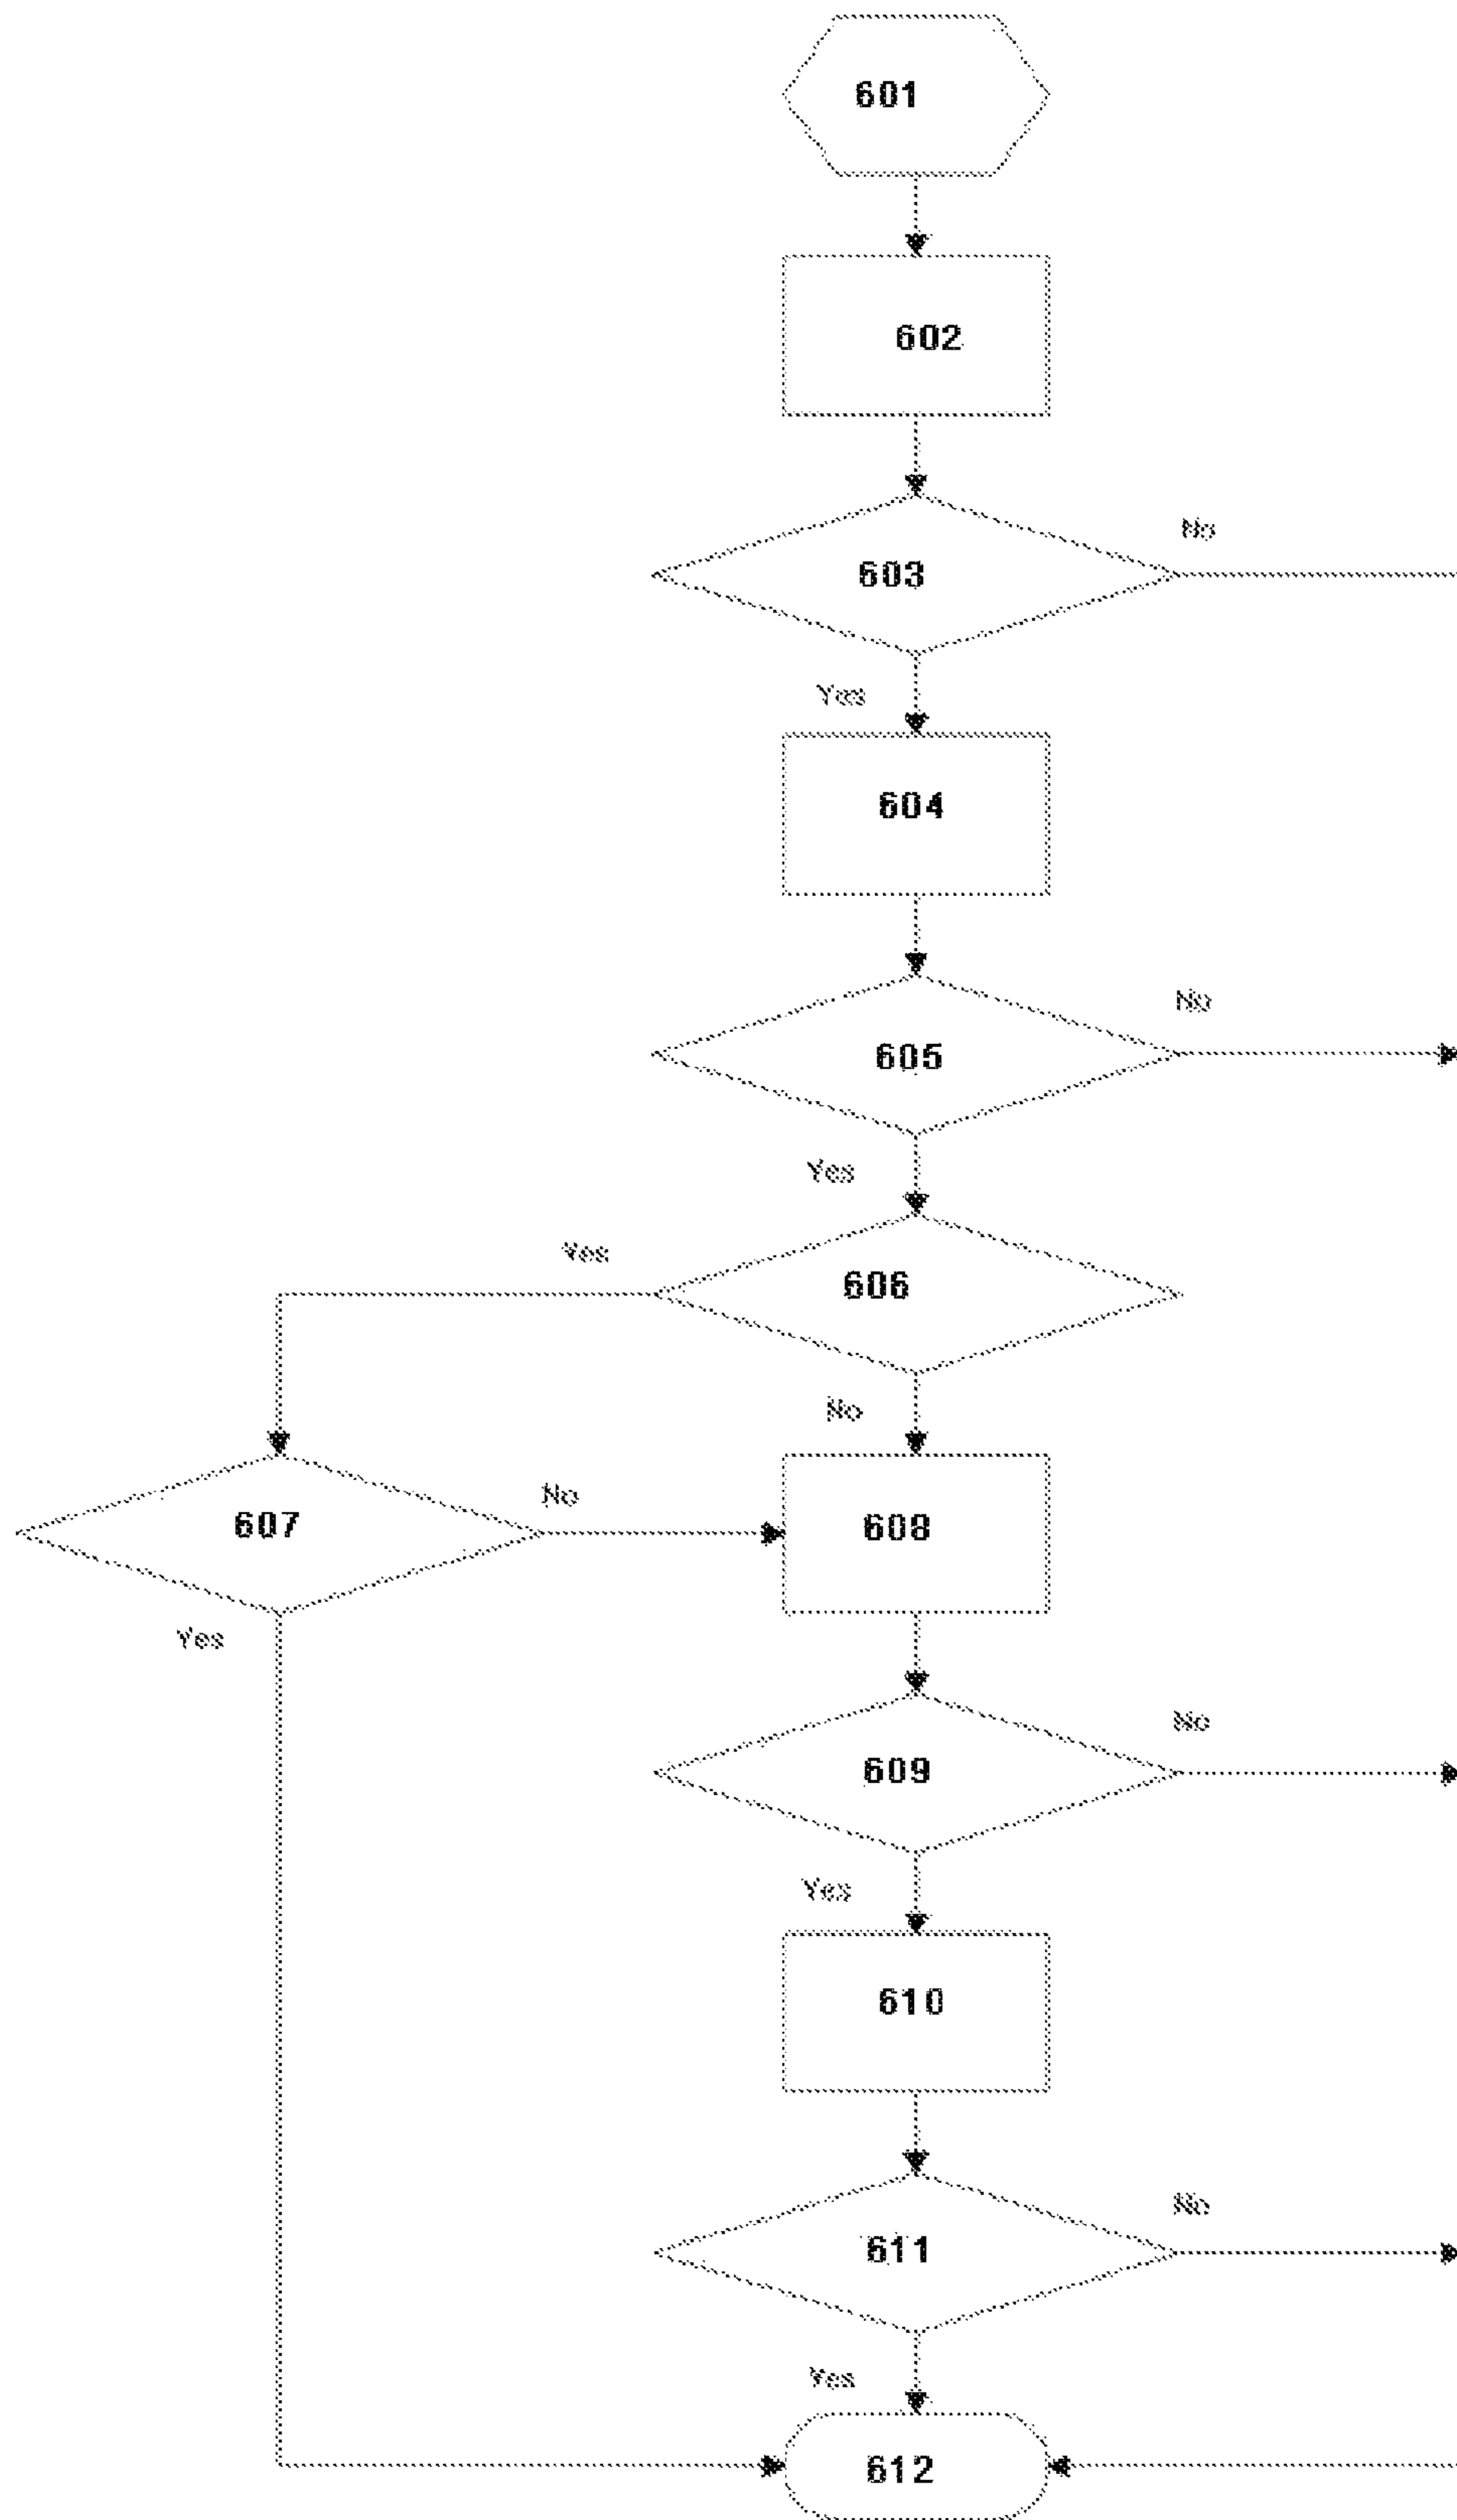 601
602
No
603
Yes
604
No
605
Yes
Yes
606
No
No
607
608
Yes
No
609
Yes
610
No
611
Yes
612